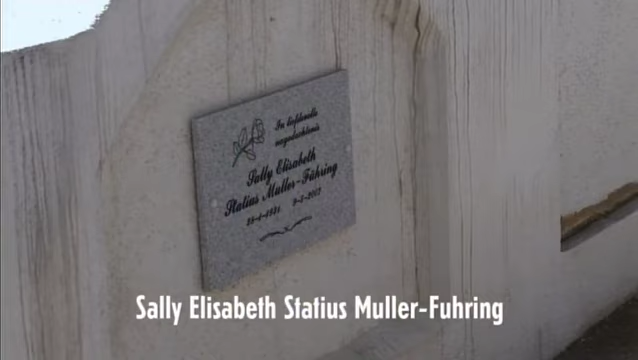 In liefdevolle
nagedachtenis
Sally Elisabeth
Statius Muller-Führing
Sally Elisabeth Statius Muller-Fuhring